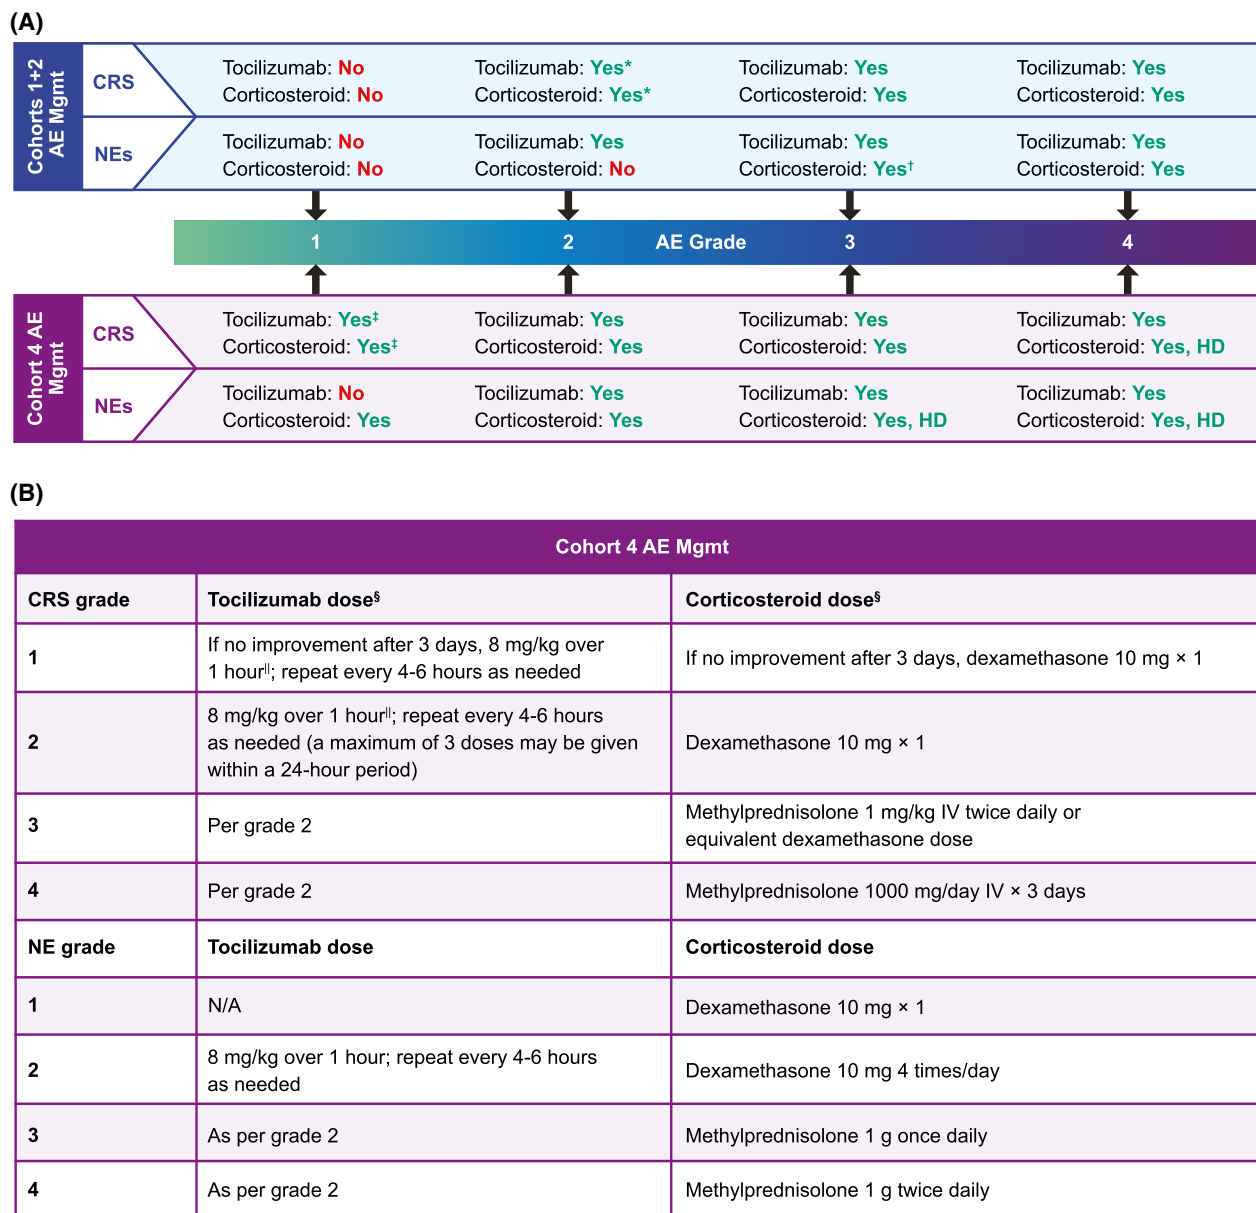 (A)
Cohorts 1+2
AE Mgmt
CRS
Tocilizumab: No
Corticosteroid: No
Tocilizumab: Yes*
Corticosteroid: Yes*
Tocilizumab: Yes
Corticosteroid: Yes
Tocilizumab: Yes
Corticosteroid: Yes
NEs
Tocilizumab: No
Corticosteroid: No
Tocilizumab: Yes
Corticosteroid: No
Tocilizumab: Yes
Corticosteroid: Yes†
Tocilizumab: Yes
Corticosteroid: Yes
1 2 AE Grade 3 4
Cohort 4 AE
Mgmt
CRS
Tocilizumab: Yes‡
Corticosteroid: Yes‡
Tocilizumab: Yes
Corticosteroid: Yes
Tocilizumab: Yes
Corticosteroid: Yes
Tocilizumab: Yes
Corticosteroid: Yes, HD
NEs
Tocilizumab: No
Corticosteroid: Yes
Tocilizumab: Yes
Corticosteroid: Yes
Tocilizumab: Yes
Corticosteroid: Yes, HD
Tocilizumab: Yes
Corticosteroid: Yes, HD
(B)
Cohort 4 AE Mgmt
CRS grade
Tocilizumab dose§
Corticosteroid dose§
1
If no improvement after 3 days, 8 mg/kg over
1 hour||; repeat every 4-6 hours as needed
If no improvement after 3 days, dexamethasone 10 mg × 1
2
8 mg/kg over 1 hour||; repeat every 4-6 hours
as needed (a maximum of 3 doses may be given
within a 24-hour period)
Dexamethasone 10 mg × 1
3
Per grade 2
Methylprednisolone 1 mg/kg IV twice daily or
equivalent dexamethasone dose
4
Per grade 2
Methylprednisolone 1000 mg/day IV × 3 days
NE grade
Tocilizumab dose
Corticosteroid dose
1
N/A
Dexamethasone 10 mg × 1
2
8 mg/kg over 1 hour; repeat every 4-6 hours
as needed
Dexamethasone 10 mg 4 times/day
3
As per grade 2
Methylprednisolone 1 g once daily
4
As per grade 2
Methylprednisolone 1 g twice daily